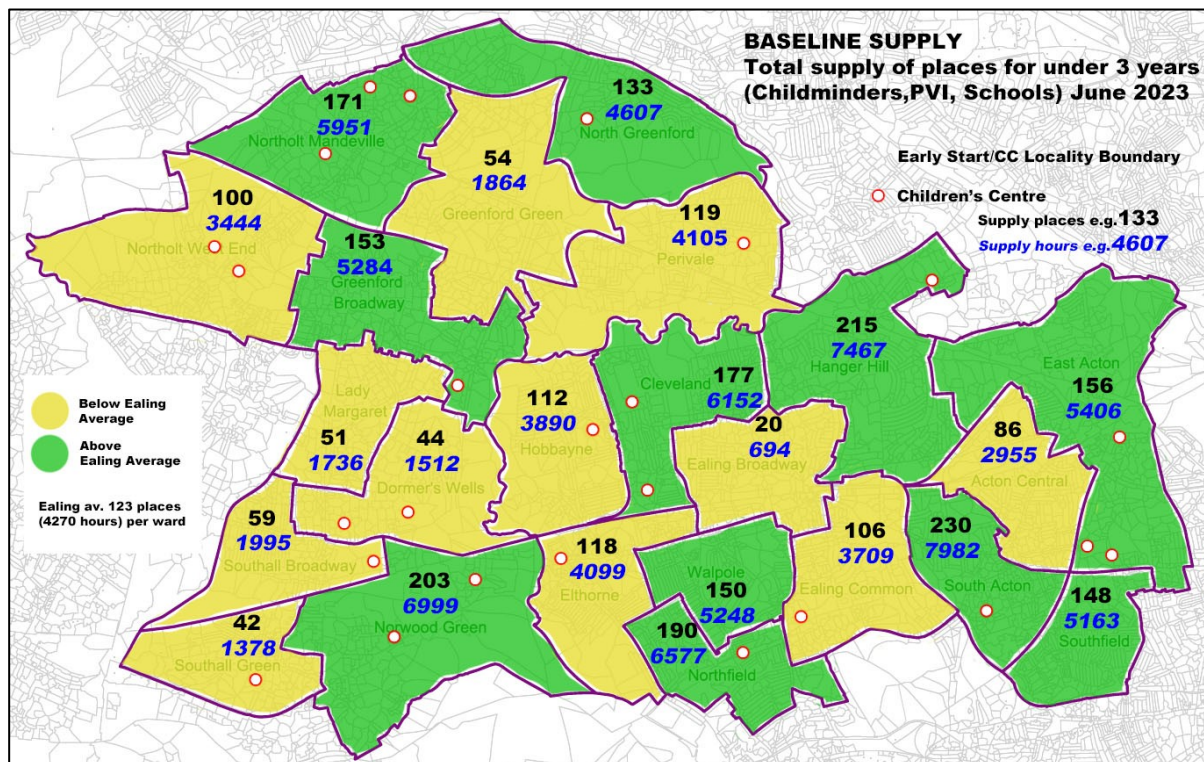 BASELINE SUPPLY
Total supply of places for under 3 years
(Childminders,PVI, Schools) June 2023
Early Start/CC Locality Boundary
Children's Centre
Supply places e.g.133
Supply hours e.g.4607
133
4607
North Greenford
171
5951
Northolt Mandeville
54
1864
Greenford Green
100
3444
Northolt West End
119
4105
Perivale
153
5284
Greenford
Broadway
215
7467
Hanger Hill
East Acton
156
5406
Cleveland
177
6152
Lady
Margaret
51
1736
44
1512
Dormer's Wells
112
3890
Hobbayne
20
694
Ealing Broadway
86
2955
Acton Central
Below Ealing
Average
Above
Ealing Average
Ealing av. 123 places
(4270 hours) per ward
59
1995
Southall Broadway
203
6999
Norwood Green
118
4099
Elthorne
Walpole
150
5248
106
3709
Ealing Common
230
7982
South Acton
148
5163
Southfield
42
1378
Southall Green
190
6577
Northfield